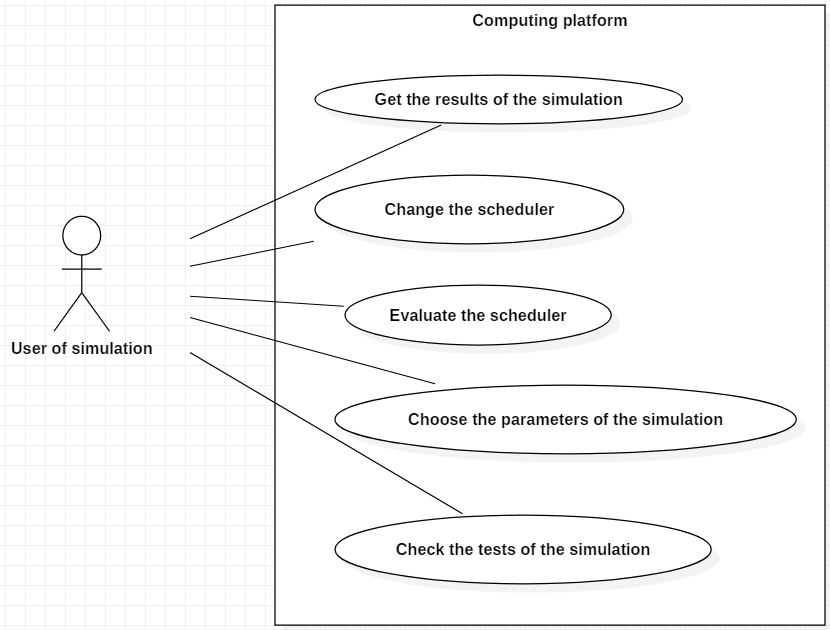 Computing platform
Get the results of the simulation
Change the scheduler
Evaluate the scheduler
User of simulation
Choose the parameters of the simulation
Check the tests of the simulation